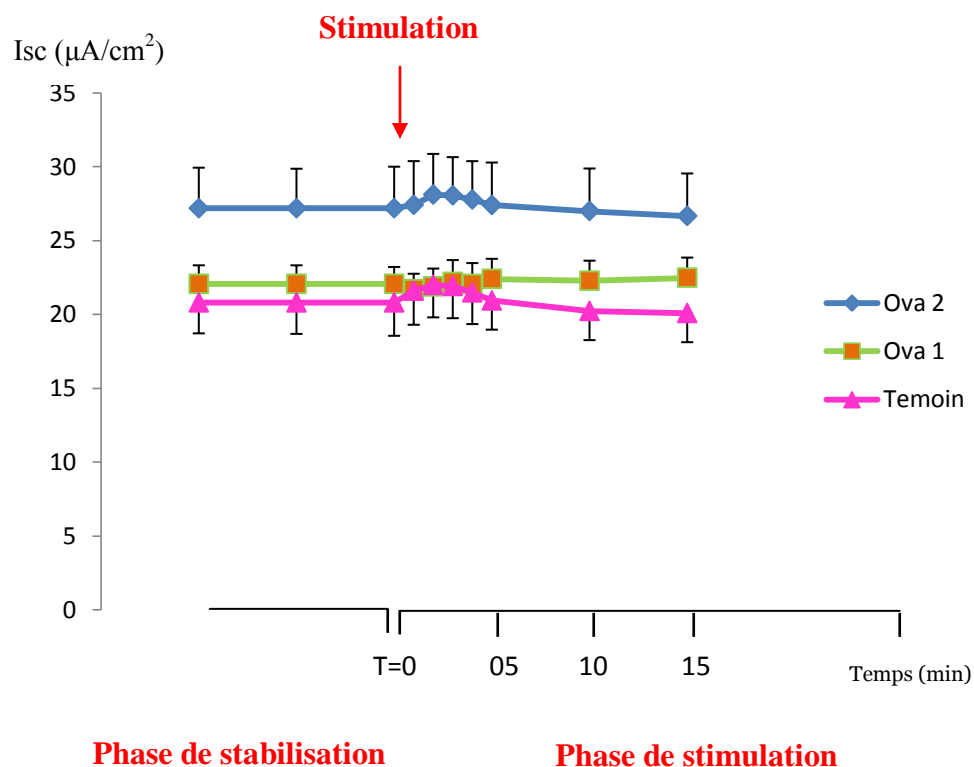 Stimulation
Isc (µA/cm²)
35
30
25
20
15
10
5
0
Ova 2
Ova 1
Temoin
T=0 05 10 15 Temps (min)
Phase de stabilisation Phase de stimulation